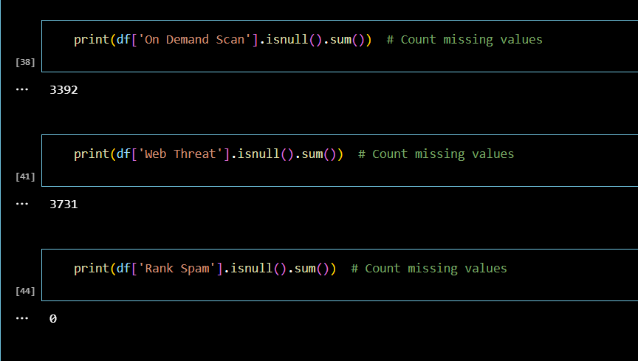 print(df['On Demand Scan'].isnull().sum())  # Count missing values
[38]
... 3392
print(df['Web Threat'].isnull().sum())  # Count missing values
[41]
... 3731
print(df['Rank Spam'].isnull().sum())  # Count missing values
[44]
... 0